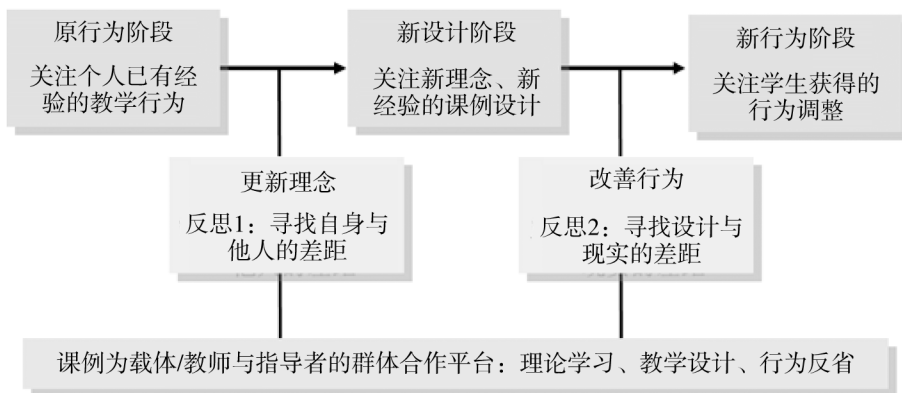 原行为阶段
关注个人已有经
验的教学行为
新设计阶段
关注新理念、新
经验的课例设计
新行为阶段
关注学生获得的
行为调整
更新理念
反思1：寻找自身与
他人的差距
改善行为
反思2：寻找设计与
现实的差距
课例为载体/教师与指导者的群体合作平台：理论学习、教学设计、行为反省